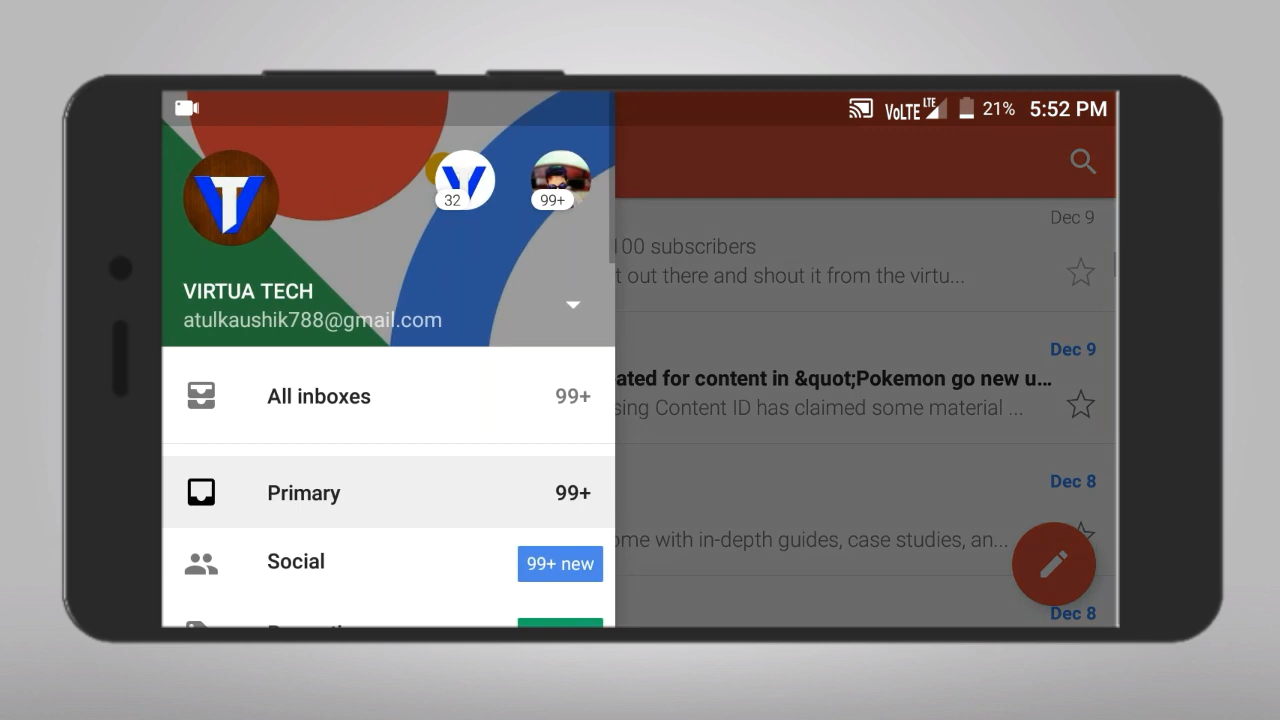 VoLTE LTE 21% 5:52 PM
32
99+
VIRTUA TECH
atulkaushik788@gmail.com
All inboxes 99+
Primary 99+
Social 99+ new
Dec 9
100 subscribers
t out there and shout it from the virtu...
Dec 9
ated for content in &quot;Pokemon go new u...
sing Content ID has claimed some material ...
Dec 8
ome with in-depth guides, case studies, an...
Dec 8